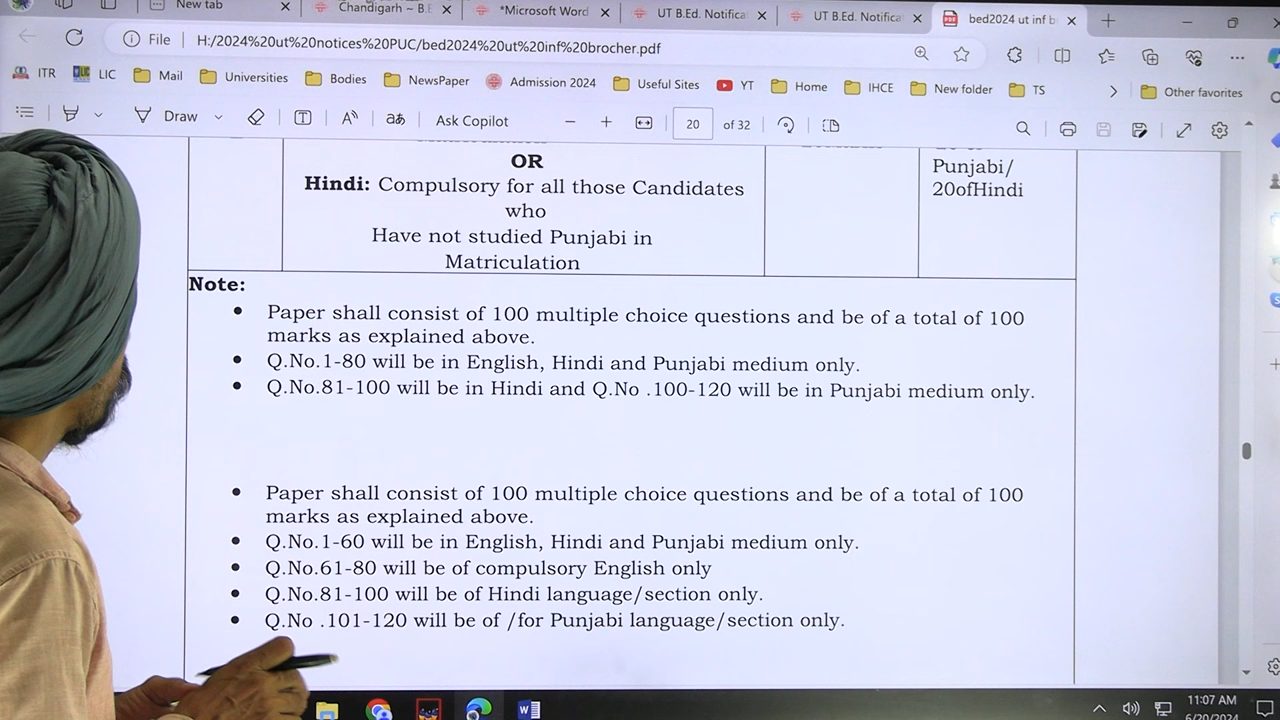 New tab
Chandigarh ~ B.E
*Microsoft Word
UT B.Ed. Notifica
UT B.Ed. Notifica
bed2024 ut inf b
File
H:/2024%20ut%20notices%20PUC/bed2024%20ut%20inf%20brocher.pdf
ITR
LIC
Mail
Universities
Bodies
NewsPaper
Admission 2024
Useful Sites
YT
Home
IHCE
New folder
TS
Other favorites
Draw
Ask Copilot
20
of 32
OR
Hindi: Compulsory for all those Candidates
who
Have not studied Punjabi in
Matriculation
Punjabi/
20ofHindi
Note:
• Paper shall consist of 100 multiple choice questions and be of a total of 100
marks as explained above.
• Q.No.1-80 will be in English, Hindi and Punjabi medium only.
• Q.No.81-100 will be in Hindi and Q.No .100-120 will be in Punjabi medium only.
• Paper shall consist of 100 multiple choice questions and be of a total of 100
marks as explained above.
• Q.No.1-60 will be in English, Hindi and Punjabi medium only.
• Q.No.61-80 will be of compulsory English only
• Q.No.81-100 will be of Hindi language/section only.
• Q.No .101-120 will be of /for Punjabi language/section only.
11:07 AM
6/20/2024